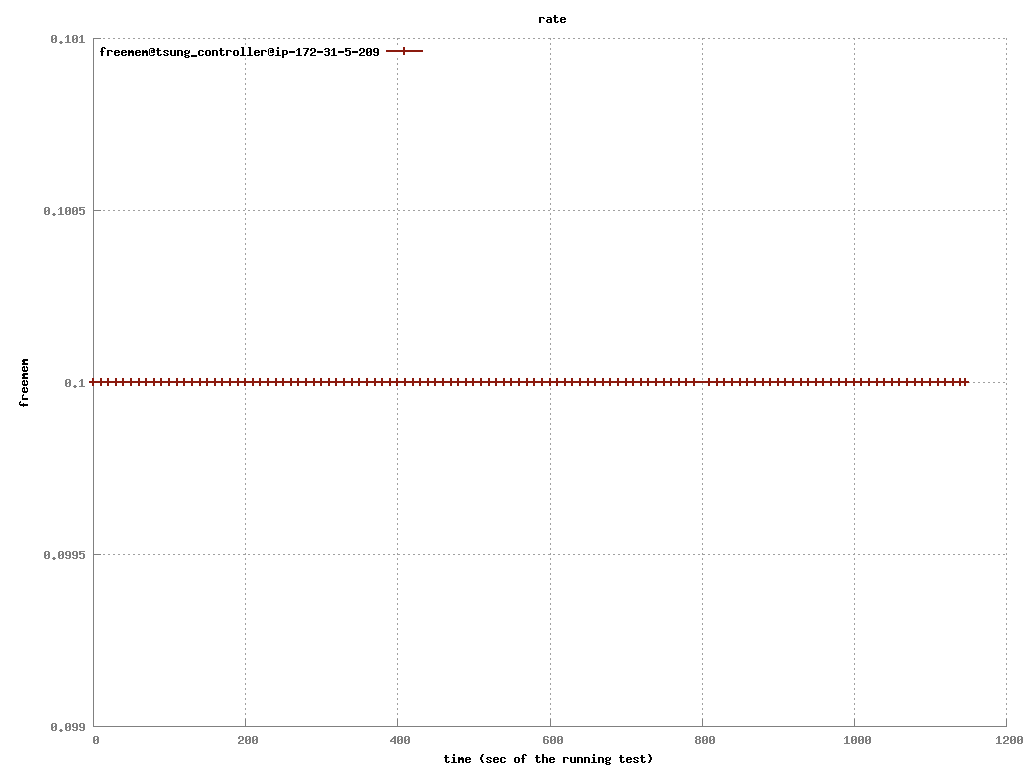 rate
0.101
freemem@tsung_controller@ip-172-31-5-209
0.1005
freemem
0.1
0.0995
0.099
0 200 400 600 800 1000 1200
time (sec of the running test)